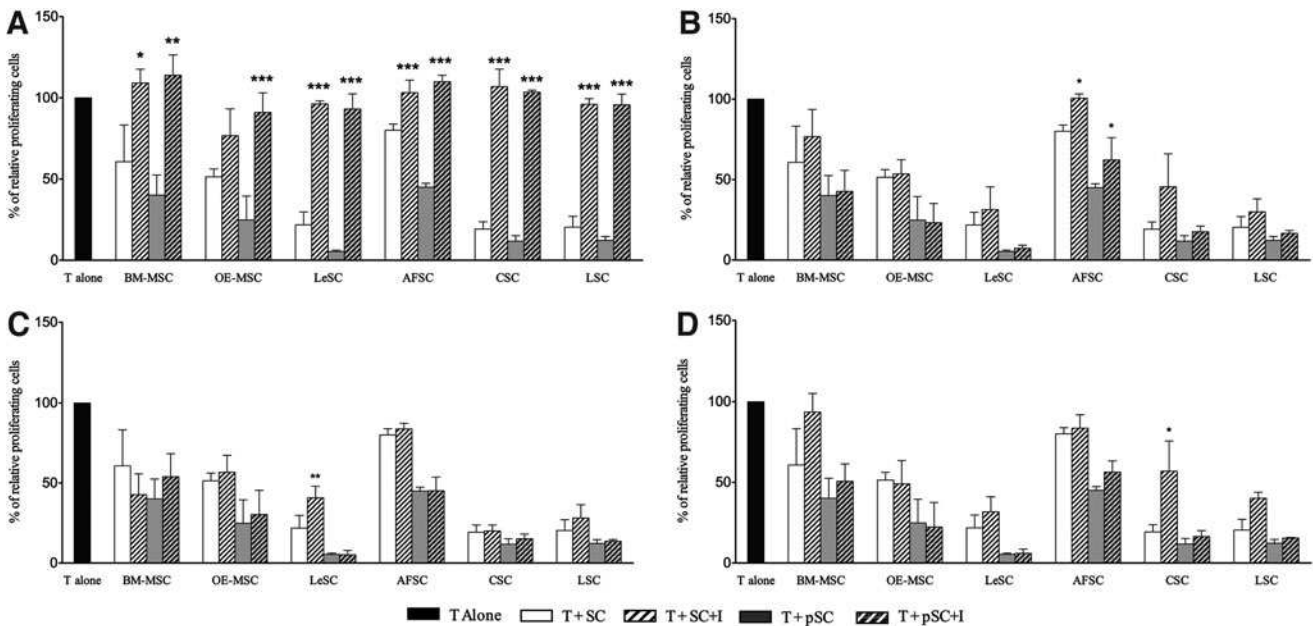 A
% of relative proliferating cells
150
100
50
0
* ** *** *** *** *** *** *** *** *** ***
T alone BM-MSC OE-MSC LeSC AFSC CSC LSC
B
% of relative proliferating cells
150
100
50
0
* *
T alone BM-MSC OE-MSC LeSC AFSC CSC LSC
C
% of relative proliferating cells
150
100
50
0
**
T alone BM-MSC OE-MSC LeSC AFSC CSC LSC
D
% of relative proliferating cells
150
100
50
0
*
T alone BM-MSC OE-MSC LeSC AFSC CSC LSC
T Alone T+SC T+SC+I T+pSC T+pSC+I